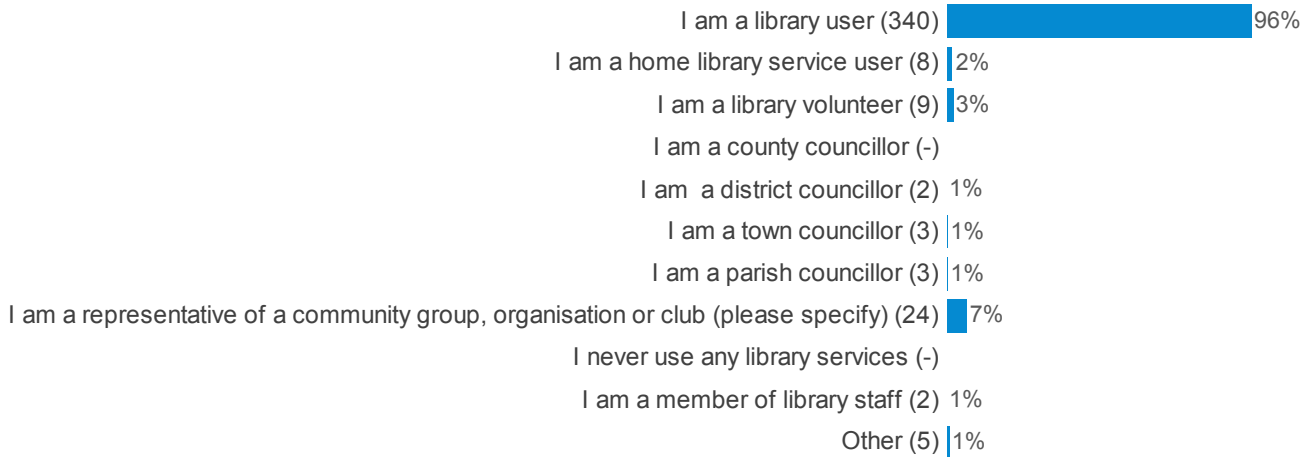 I am a library user (340) 96%
I am a home library service user (8) 2%
I am a library volunteer (9) 3%
I am a county councillor (-)
I am  a district councillor (2) 1%
I am a town councillor (3) 1%
I am a parish councillor (3) 1%
I am a representative of a community group, organisation or club (please specify) (24) 7%
I never use any library services (-)
I am a member of library staff (2) 1%
Other (5) 1%